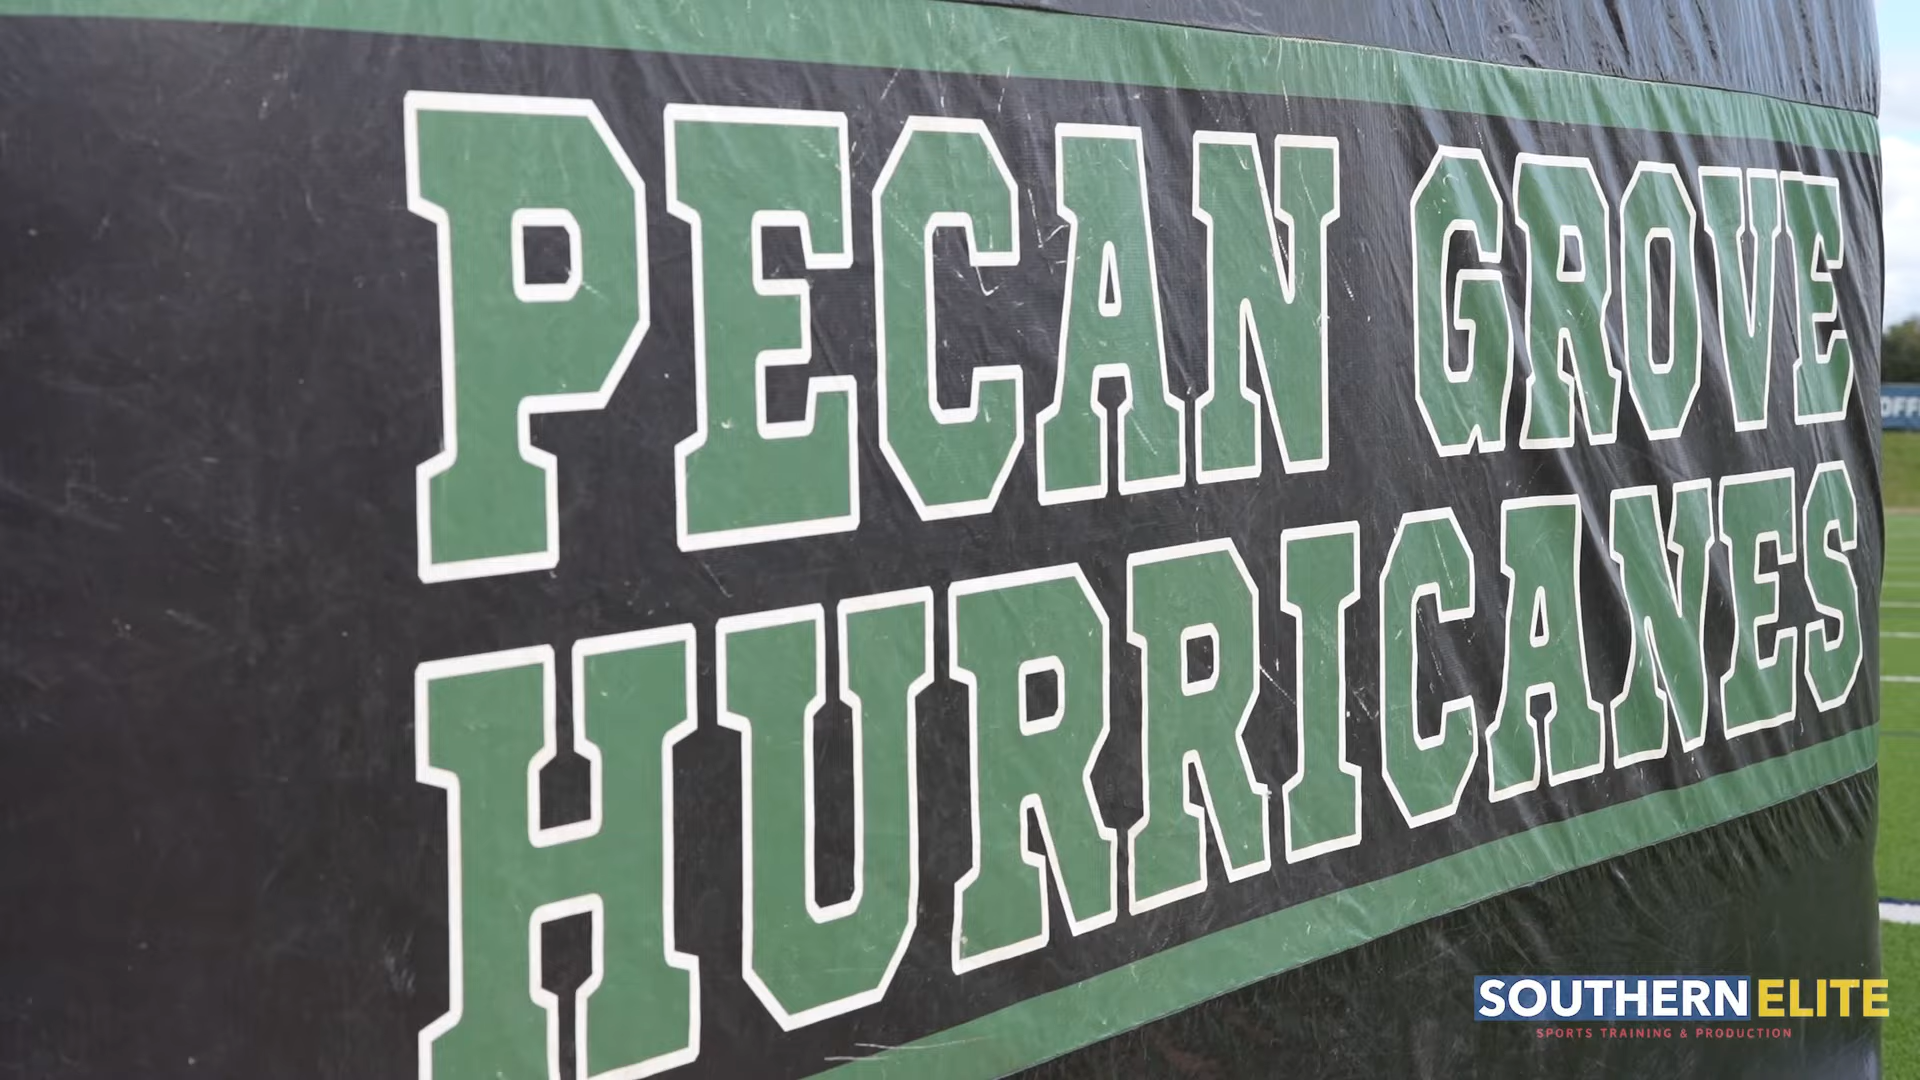 PECAN GROVE
HURRICANES
SOUTHERN ELITE
SPORTS TRAINING & PRODUCTION